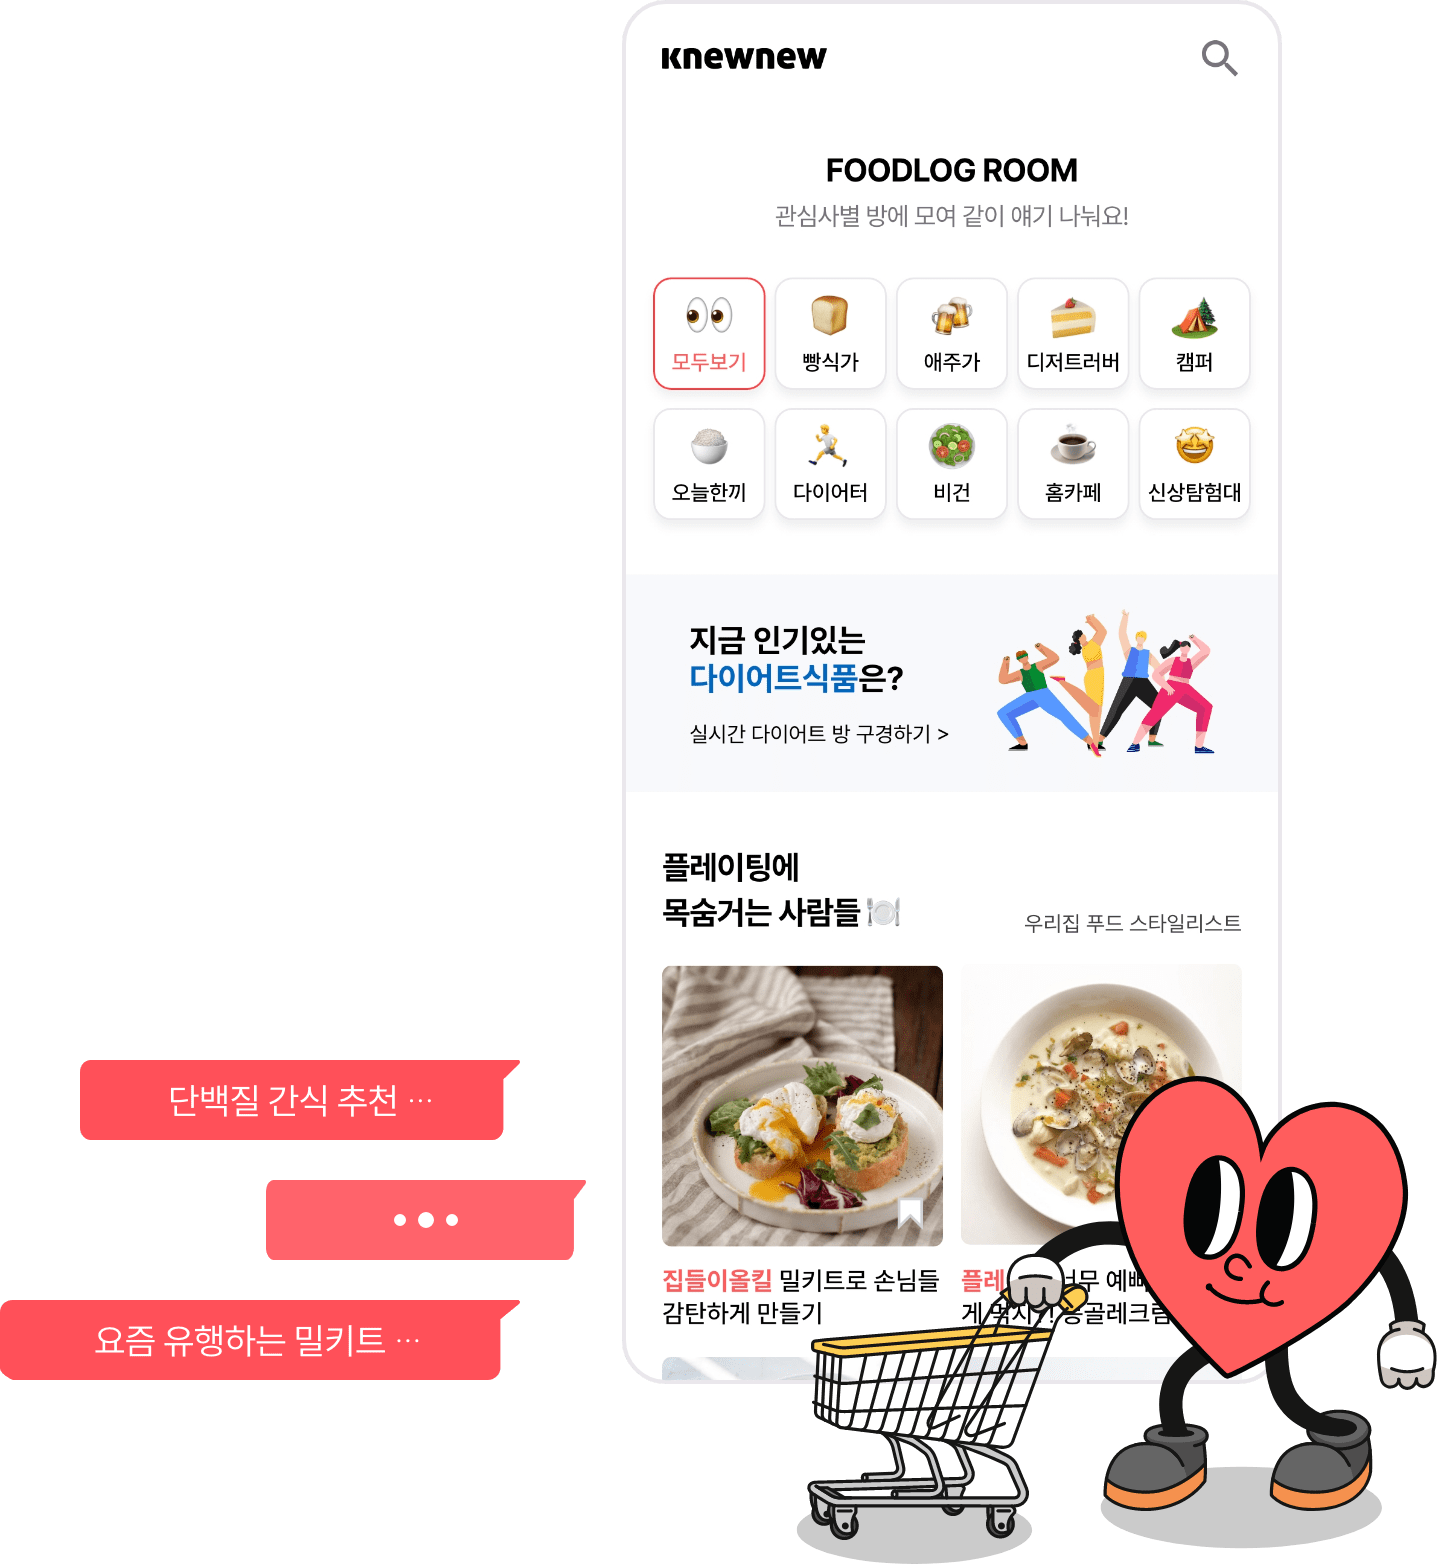 Knewnew
FOODLOG ROOM
관심사별 방에 모여 같이 얘기 나눠요!
모두보기
빵식가
애주가
디저트러버
캠퍼
오늘한끼
다이어터
비건
홈카페
신상탐험대
지금 인기있는
다이어트식품은?
실시간 다이어트 방 구경하기 >
플레이팅에
목숨거는 사람들
우리집 푸드 스타일리스트
집들이올킬 밀키트로 손님들
감탄하게 만들기
플레 너무 예쁘
게 먹자! 봉골레크림
단백질 간식 추천 ···
요즘 유행하는 밀키트 ···